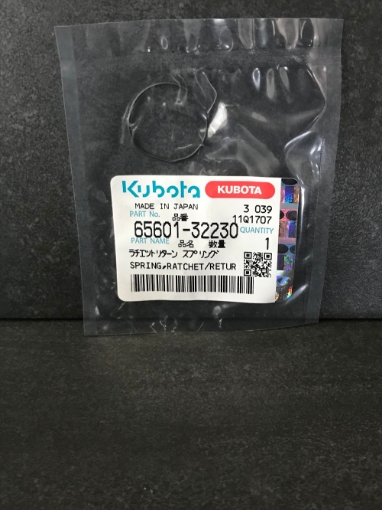 Kubota KUBOTA
MADE IN JAPAN 3 039
PART No. 品番 11Q1707
65601-32230 QUANTITY
PART NAME 品名 数量 1
ラチエツトリターン スプリング
SPRING,RATCHET/RETUR